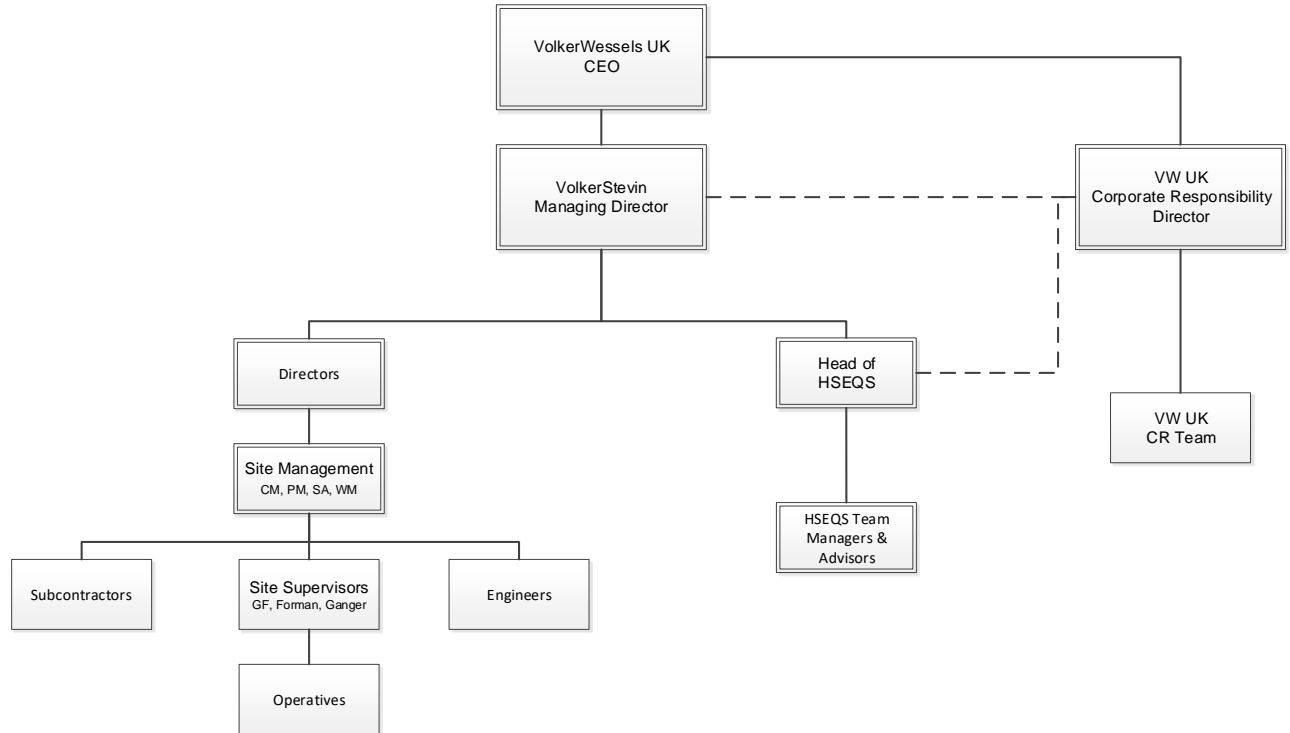 VolkerWessels UK
CEO
VolkerStevin
Managing Director
VW UK
Corporate Responsibility
Director
Directors
Head of
HSEQS
VW UK
CR Team
Site Management
CM, PM, SA, WM
HSEQS Team
Managers &
Advisors
Subcontractors
Site Supervisors
GF, Forman, Ganger
Engineers
Operatives